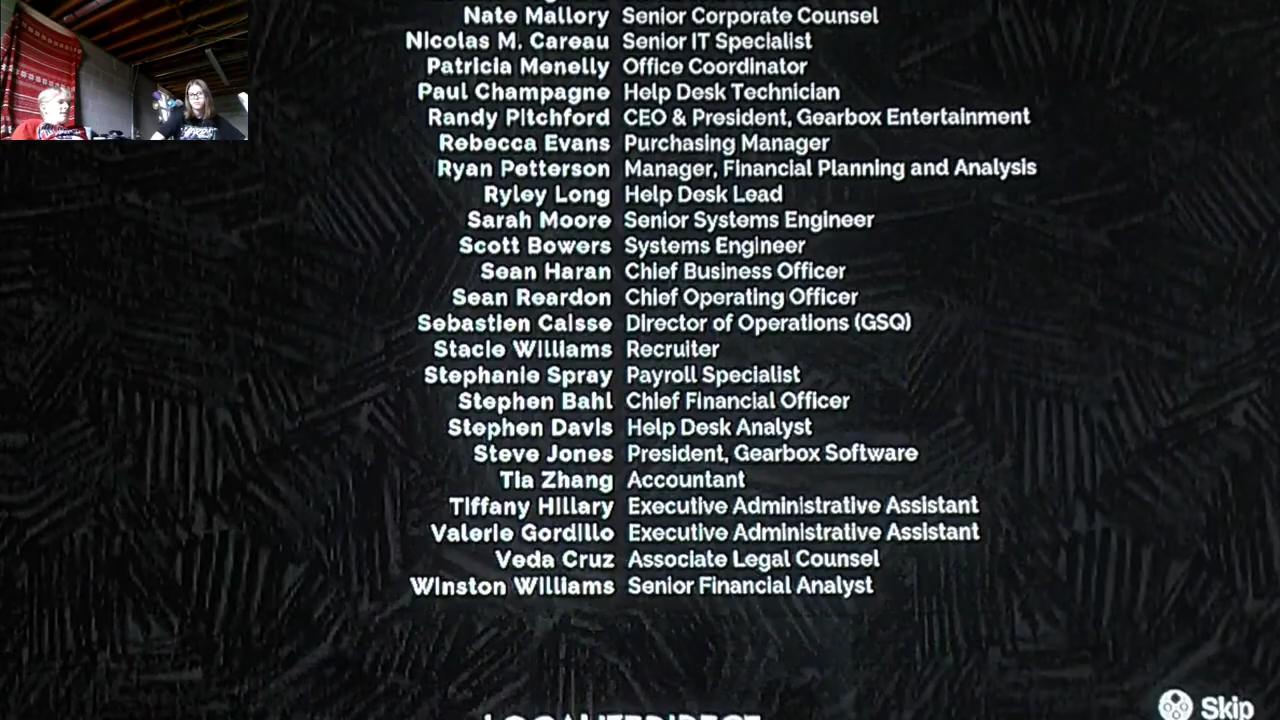 Nate Mallory Senior Corporate Counsel
Nicolas M. Careau Senior IT Specialist
Patricia Menelly Office Coordinator
Paul Champagne Help Desk Technician
Randy Pitchford CEO & President, Gearbox Entertainment
Rebecca Evans Purchasing Manager
Ryan Petterson Manager, Financial Planning and Analysis
Ryley Long Help Desk Lead
Sarah Moore Senior Systems Engineer
Scott Bowers Systems Engineer
Sean Haran Chief Business Officer
Sean Reardon Chief Operating Officer
Sebastien Caisse Director of Operations (GSQ)
Stacie Williams Recruiter
Stephanie Spray Payroll Specialist
Stephen Bahl Chief Financial Officer
Stephen Davis Help Desk Analyst
Steve Jones President, Gearbox Software
Tia Zhang Accountant
Tiffany Hillary Executive Administrative Assistant
Valerie Gordillo Executive Administrative Assistant
Veda Cruz Associate Legal Counsel
Winston Williams Senior Financial Analyst
Skip